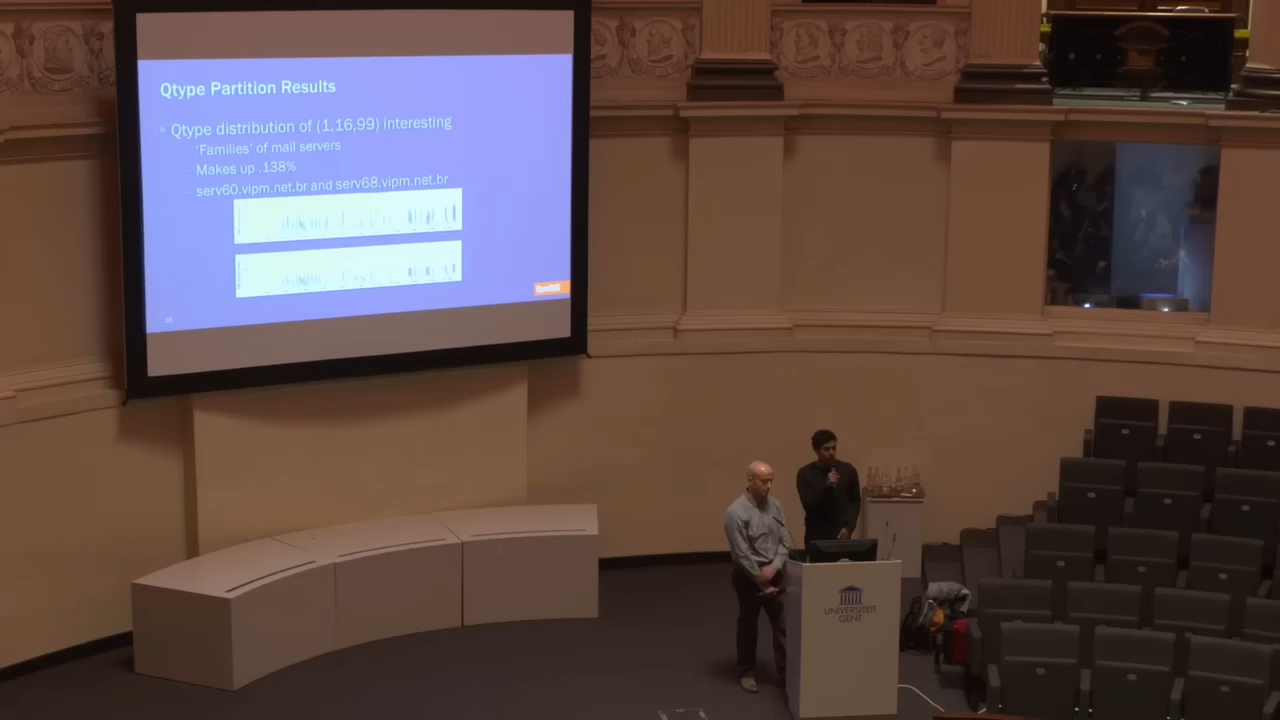 Qtype Partition Results
Qtype distribution of (1,16,99) interesting
'Families' of mail servers
Makes up .138%
serv60.vipm.net.br and serv68.vipm.net.br
OpenDNS
UNIVERSITEIT
GENT